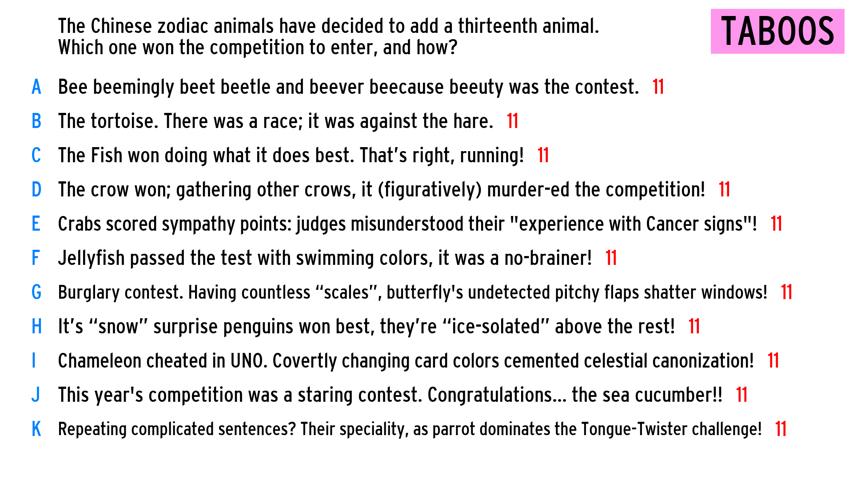 The Chinese zodiac animals have decided to add a thirteenth animal.
Which one won the competition to enter, and how?
TABOOS
A Bee beemingly beet beetle and beever beecause beeuty was the contest. 11
B The tortoise. There was a race; it was against the hare. 11
C The Fish won doing what it does best. That's right, running! 11
D The crow won; gathering other crows, it (figuratively) murder-ed the competition! 11
E Crabs scored sympathy points: judges misunderstood their "experience with Cancer signs"! 11
F Jellyfish passed the test with swimming colors, it was a no-brainer! 11
G Burglary contest. Having countless “scales”, butterfly's undetected pitchy flaps shatter windows! 11
H It's “snow” surprise penguins won best, they're “ice-solated” above the rest! 11
I Chameleon cheated in UNO. Covertly changing card colors cemented celestial canonization! 11
J This year's competition was a staring contest. Congratulations... the sea cucumber!! 11
K Repeating complicated sentences? Their speciality, as parrot dominates the Tongue-Twister challenge! 11